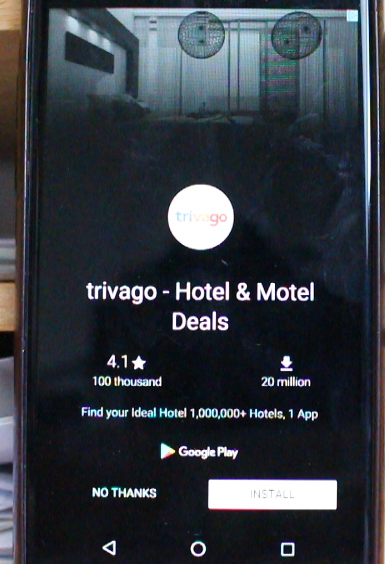 trivago
trivago - Hotel & Motel
Deals
4.1★
100 thousand
20 million
Find your Ideal Hotel 1,000,000+ Hotels, 1 App
Google Play
NO THANKS
INSTALL